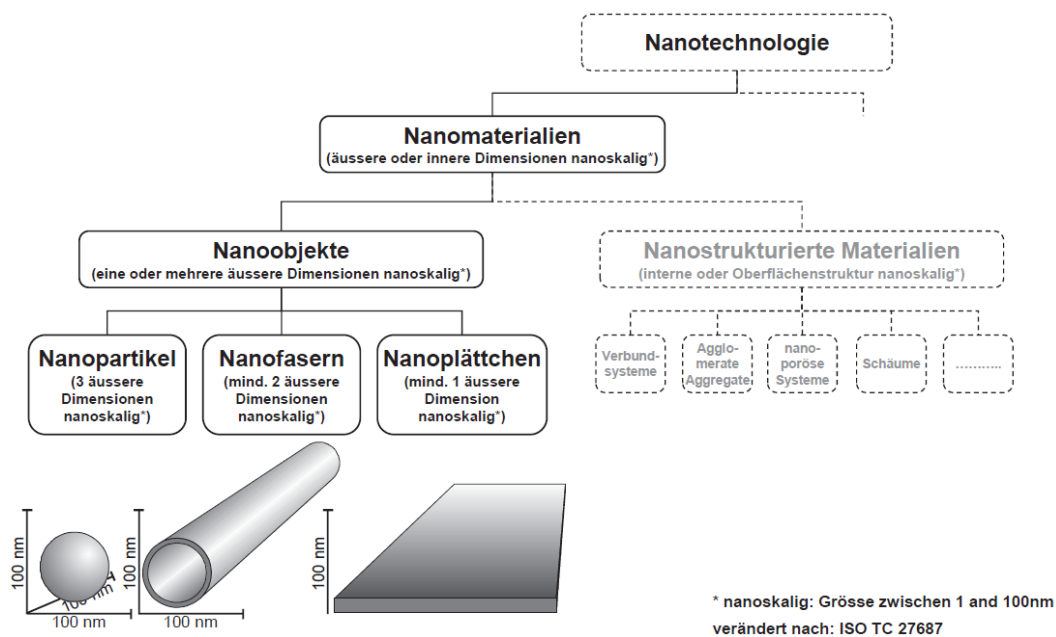 Nanotechnologie
Nanomaterialien
(äussere oder innere Dimensionen nanoskalig*)
Nanoobjekte
(eine oder mehrere äussere Dimensionen nanoskalig*)
Nanostrukturierte Materialien
(interne oder Oberflächenstruktur nanoskalig*)
Nanopartikel
(3 äussere
Dimensionen
nanoskalig*)
Nanofasern
(mind. 2 äussere
Dimensionen
nanoskalig*)
Nanoplättchen
(mind. 1 äussere
Dimension
nanoskalig*)
Verbund-
systeme
Agglo-
merate
Aggregate
nano-
poröse
Systeme
Schäume
...........
100 nm
100 nm
100 nm
100 nm
100 nm
100 nm
* nanoskalig: Grösse zwischen 1 and 100nm
verändert nach: ISO TC 27687